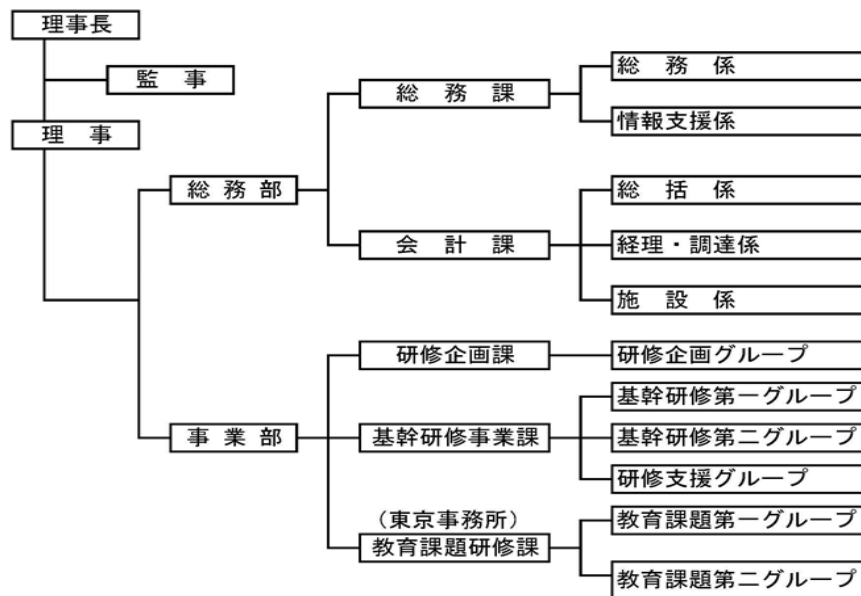 理事長
監 事
理 事
総 務 部
総 務 課
総 務 係
情報支援係
会 計 課
総 括 係
経理・調達係
施 設 係
事 業 部
研修企画課
研修企画グループ
基幹研修事業課
基幹研修第一グループ
基幹研修第二グループ
研修支援グループ
（東京事務所）
教育課題研修課
教育課題第一グループ
教育課題第二グループ